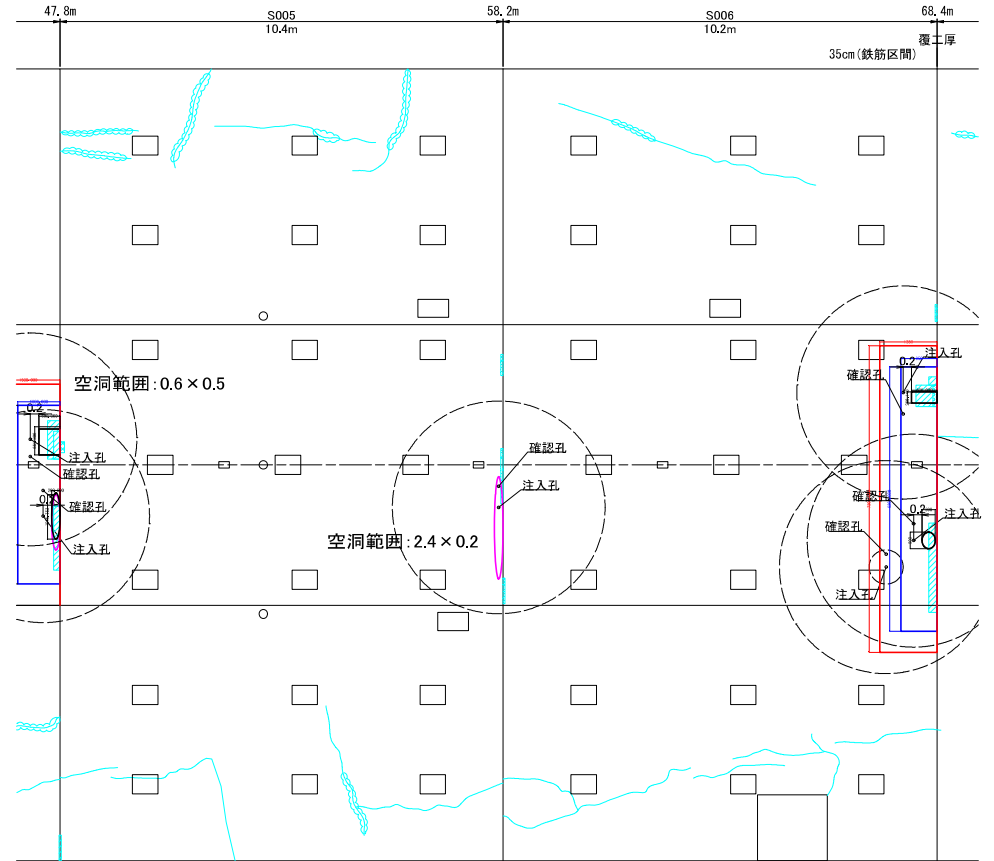 47.8m
S005
10.4m
58.2m
S006
10.2m
68.4m
覆工厚
35cm(鉄筋区間)
空洞範囲:0.6×0.5
0.2
注入孔
確認孔
確認孔
注入孔
確認孔
注入孔
空洞範囲:2.4×0.2
0.2
注入孔
確認孔
確認孔
0.2
注入孔
確認孔
注入孔